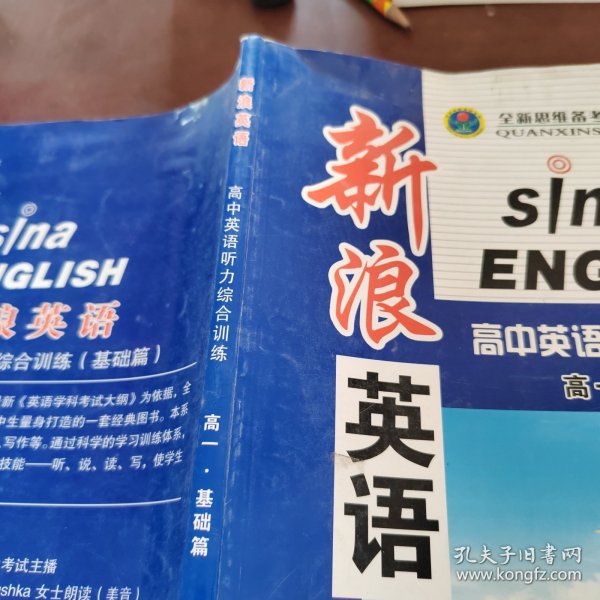 新浪英语
高中英语听力综合训练
高一·基础篇
全新思维备考
QUANXINS
新浪
英语
sIn
ENG
高中英语
高一
sIna
NGLISH
浪英语
综合训练（基础篇）
新《英语学科考试大纲》为依据，全
中生量身打造的一套经典图书。本系
、写作等。通过科学的学习训练体系，
技能——听、说、读、写，使学生
考试主播
ushka 女士朗读（美音）
孔夫子旧书网
www.kongfz.com